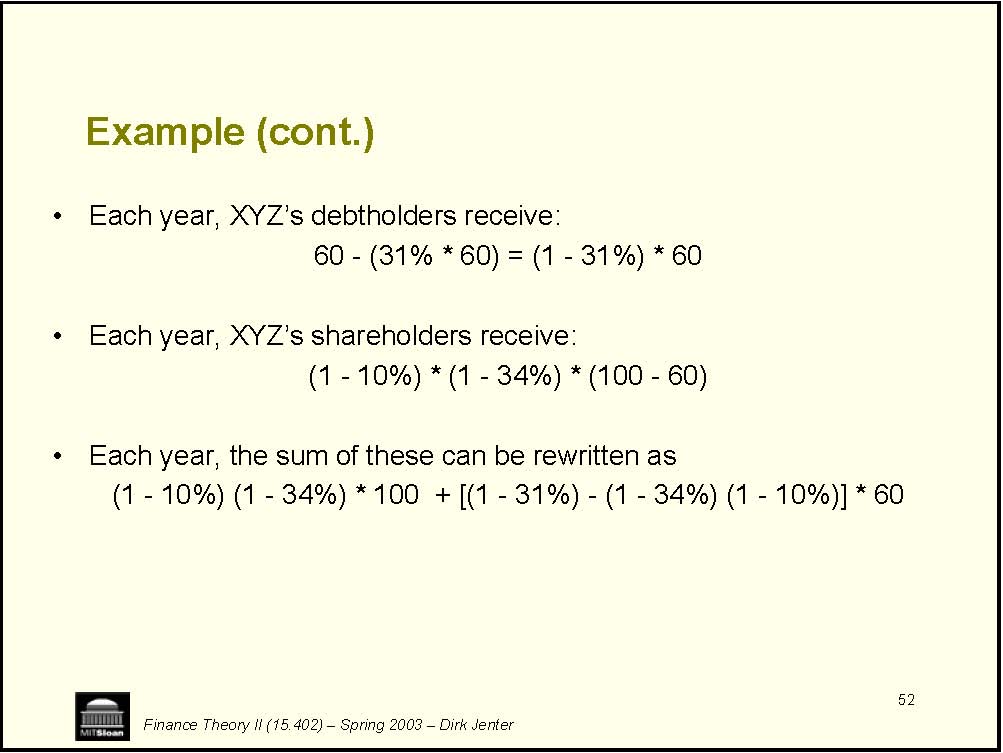 Example (cont.)
• Each year, XYZ's debtholders receive:
60 - (31% * 60) = (1 - 31%) * 60
• Each year, XYZ's shareholders receive:
(1 - 10%) * (1 - 34%) * (100 - 60)
• Each year, the sum of these can be rewritten as
(1 - 10%) (1 - 34%) * 100 + [(1 - 31%) - (1 - 34%) (1 - 10%)] * 60
52
MITSloan
Finance Theory II (15.402) – Spring 2003 – Dirk Jenter